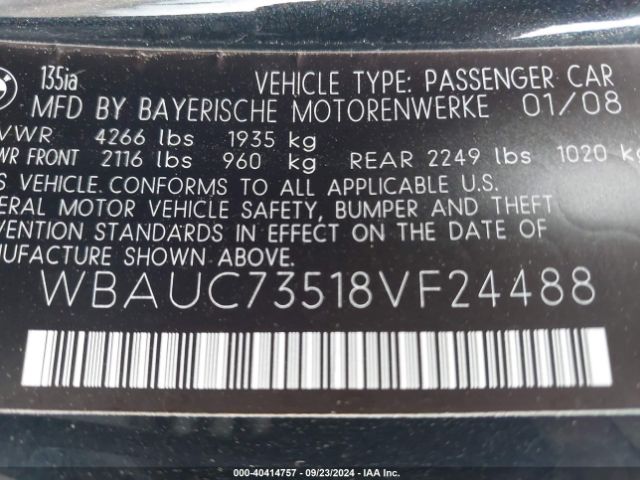 135ia VEHICLE TYPE: PASSENGER CAR
MFD BY BAYERISCHE MOTORENWERKE 01/08
VWR 4266 lbs 1935 kg
WR FRONT 2116 lbs 960 kg REAR 2249 lbs 1020 kg
S VEHICLE CONFORMS TO ALL APPLICABLE U.S.
ERAL MOTOR VEHICLE SAFETY, BUMPER AND THEFT
VENTION STANDARDS IN EFFECT ON THE DATE OF
NUFACTURE SHOWN ABOVE.
WBAUC73518VF24488
COPART 40414757 - 09/23/2024 - IAA Inc.